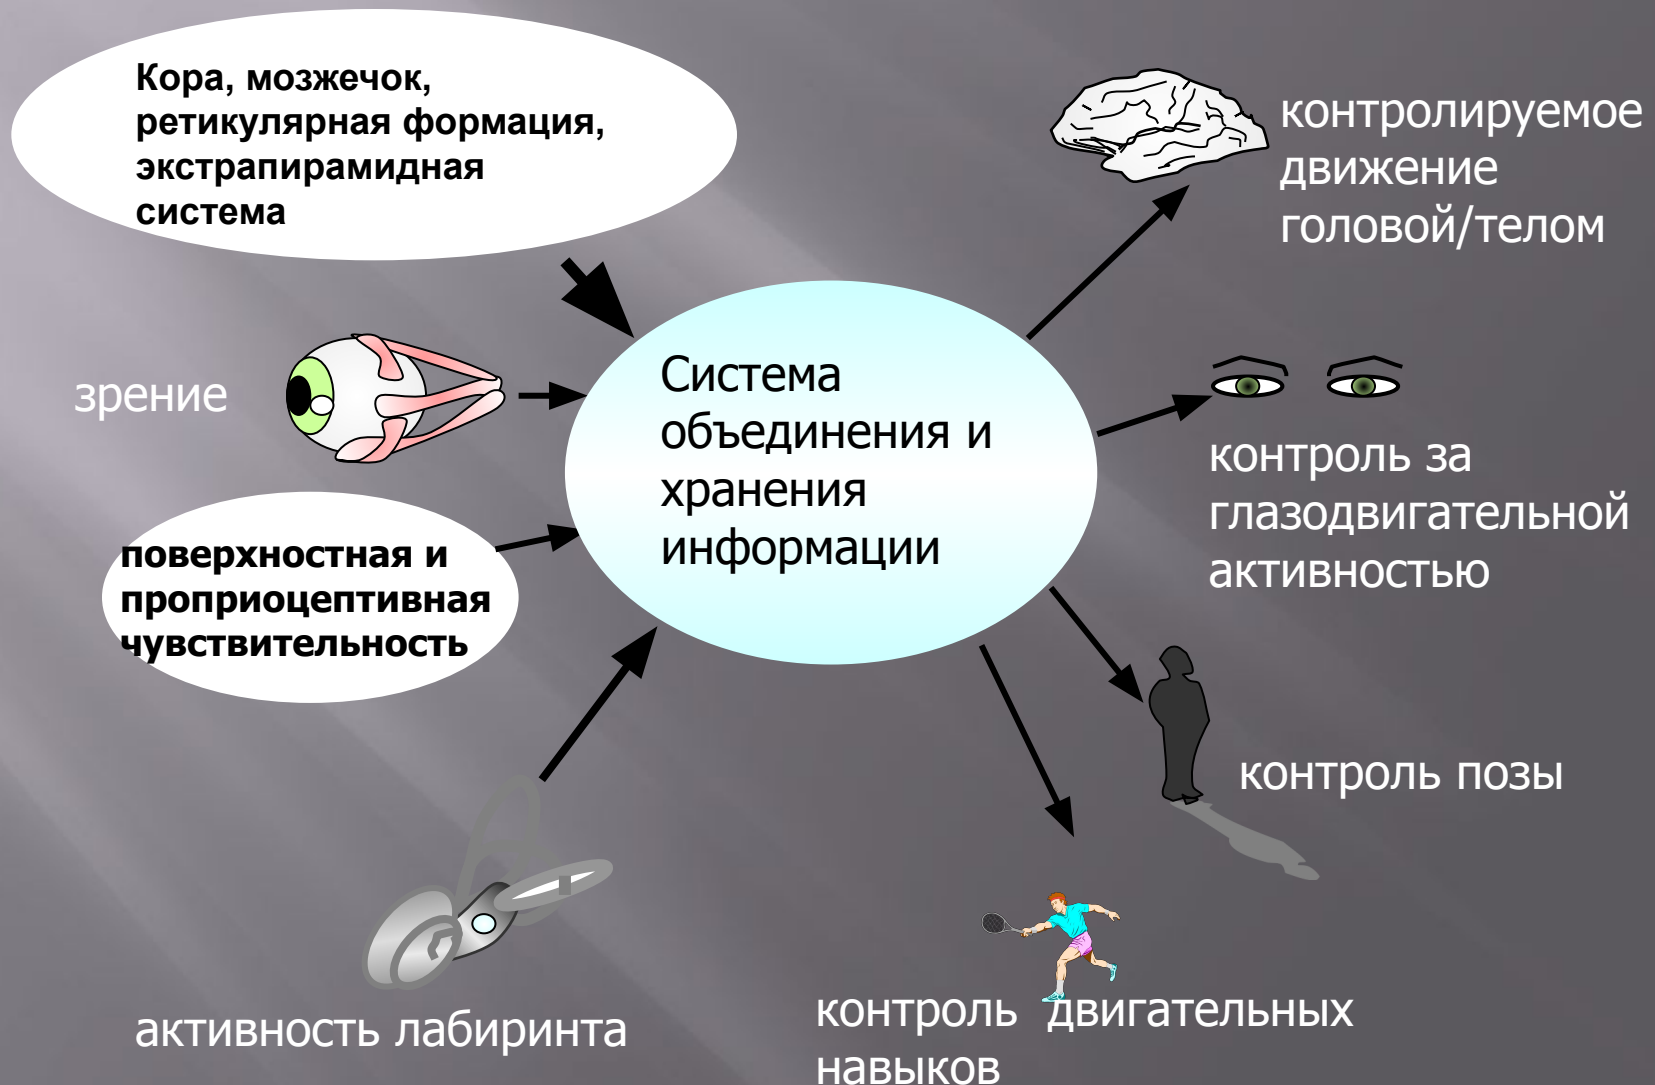 Кора, мозжечок,
ретикулярная формация,
экстрапирамидная
система
зрение
поверхностная и
проприоцептивная
чувствительность
активность лабиринта
Система
объединения и
хранения
информации
контролируемое
движение
головой/телом
контроль за
глазодвигательной
активностью
контроль позы
контроль двигательных
навыков